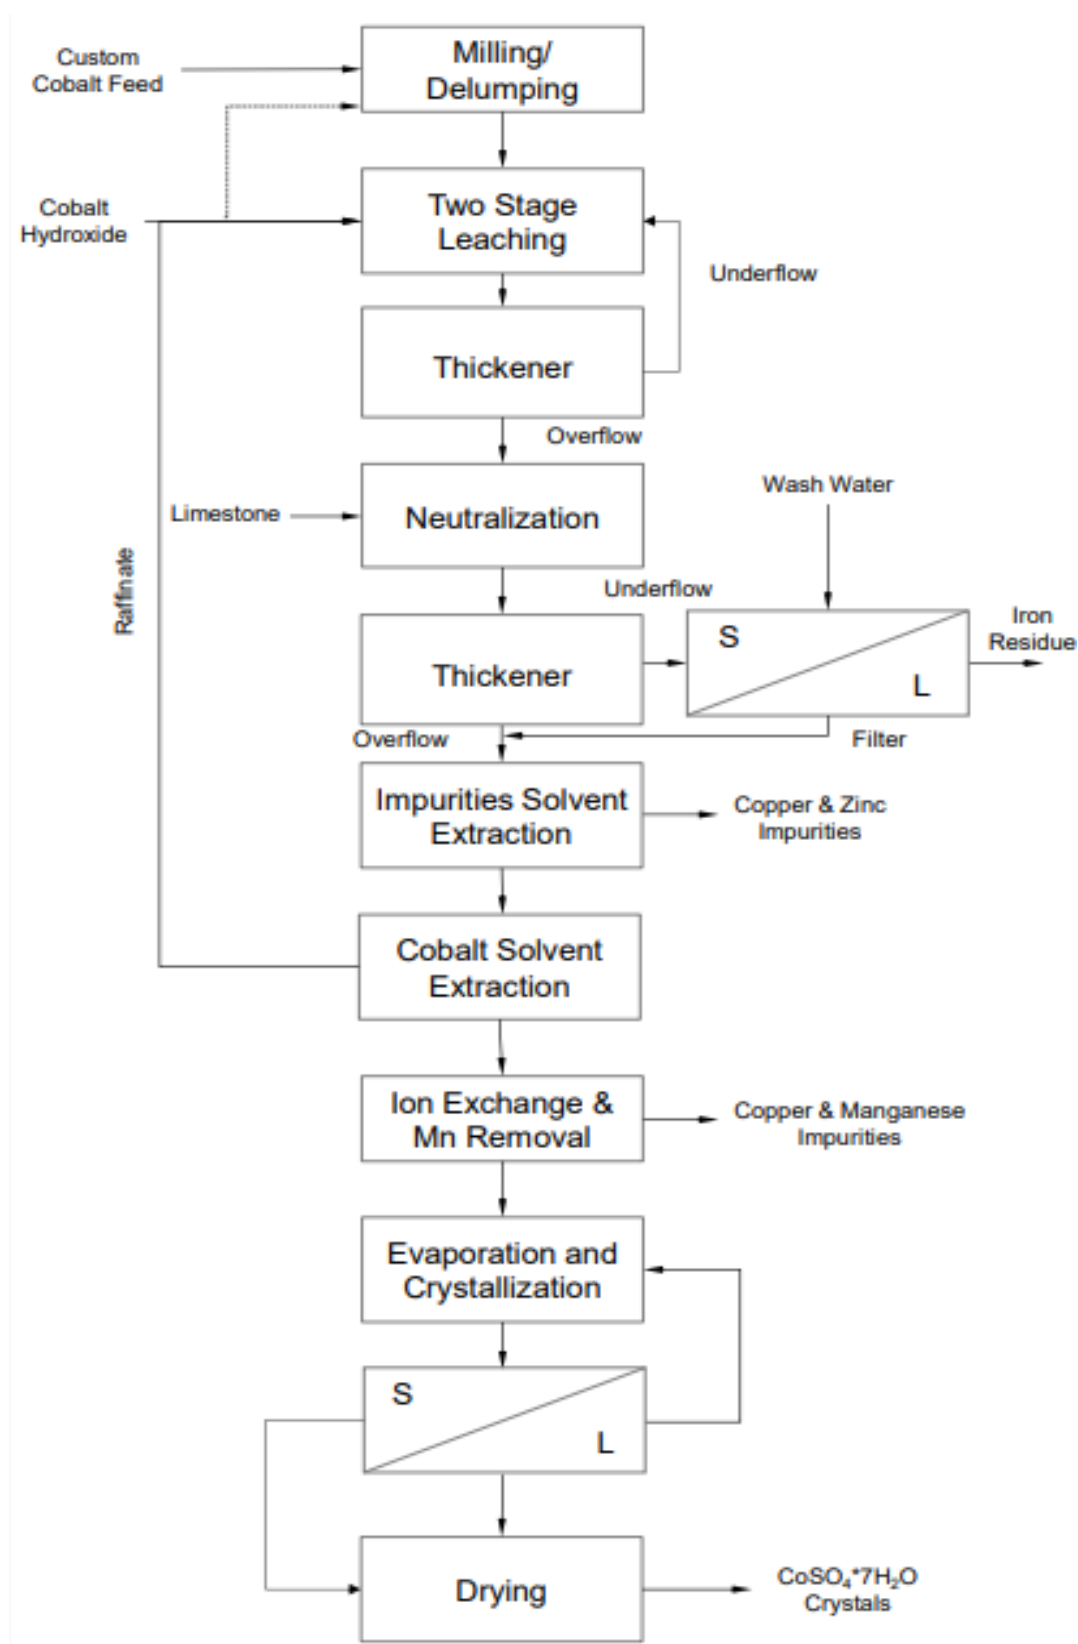 Custom
Cobalt Feed
Milling/
Delumping
Cobalt
Hydroxide
Two Stage
Leaching
Underflow
Thickener
Overflow
Wash Water
Limestone
Neutralization
Raffinate
Underflow
S
L
Iron
Residue
Thickener
Overflow
Filter
Impurities Solvent
Extraction
Copper & Zinc
Impurities
Cobalt Solvent
Extraction
Ion Exchange &
Mn Removal
Copper & Manganese
Impurities
Evaporation and
Crystallization
S
L
Drying
CoSO₄*7H₂O
Crystals